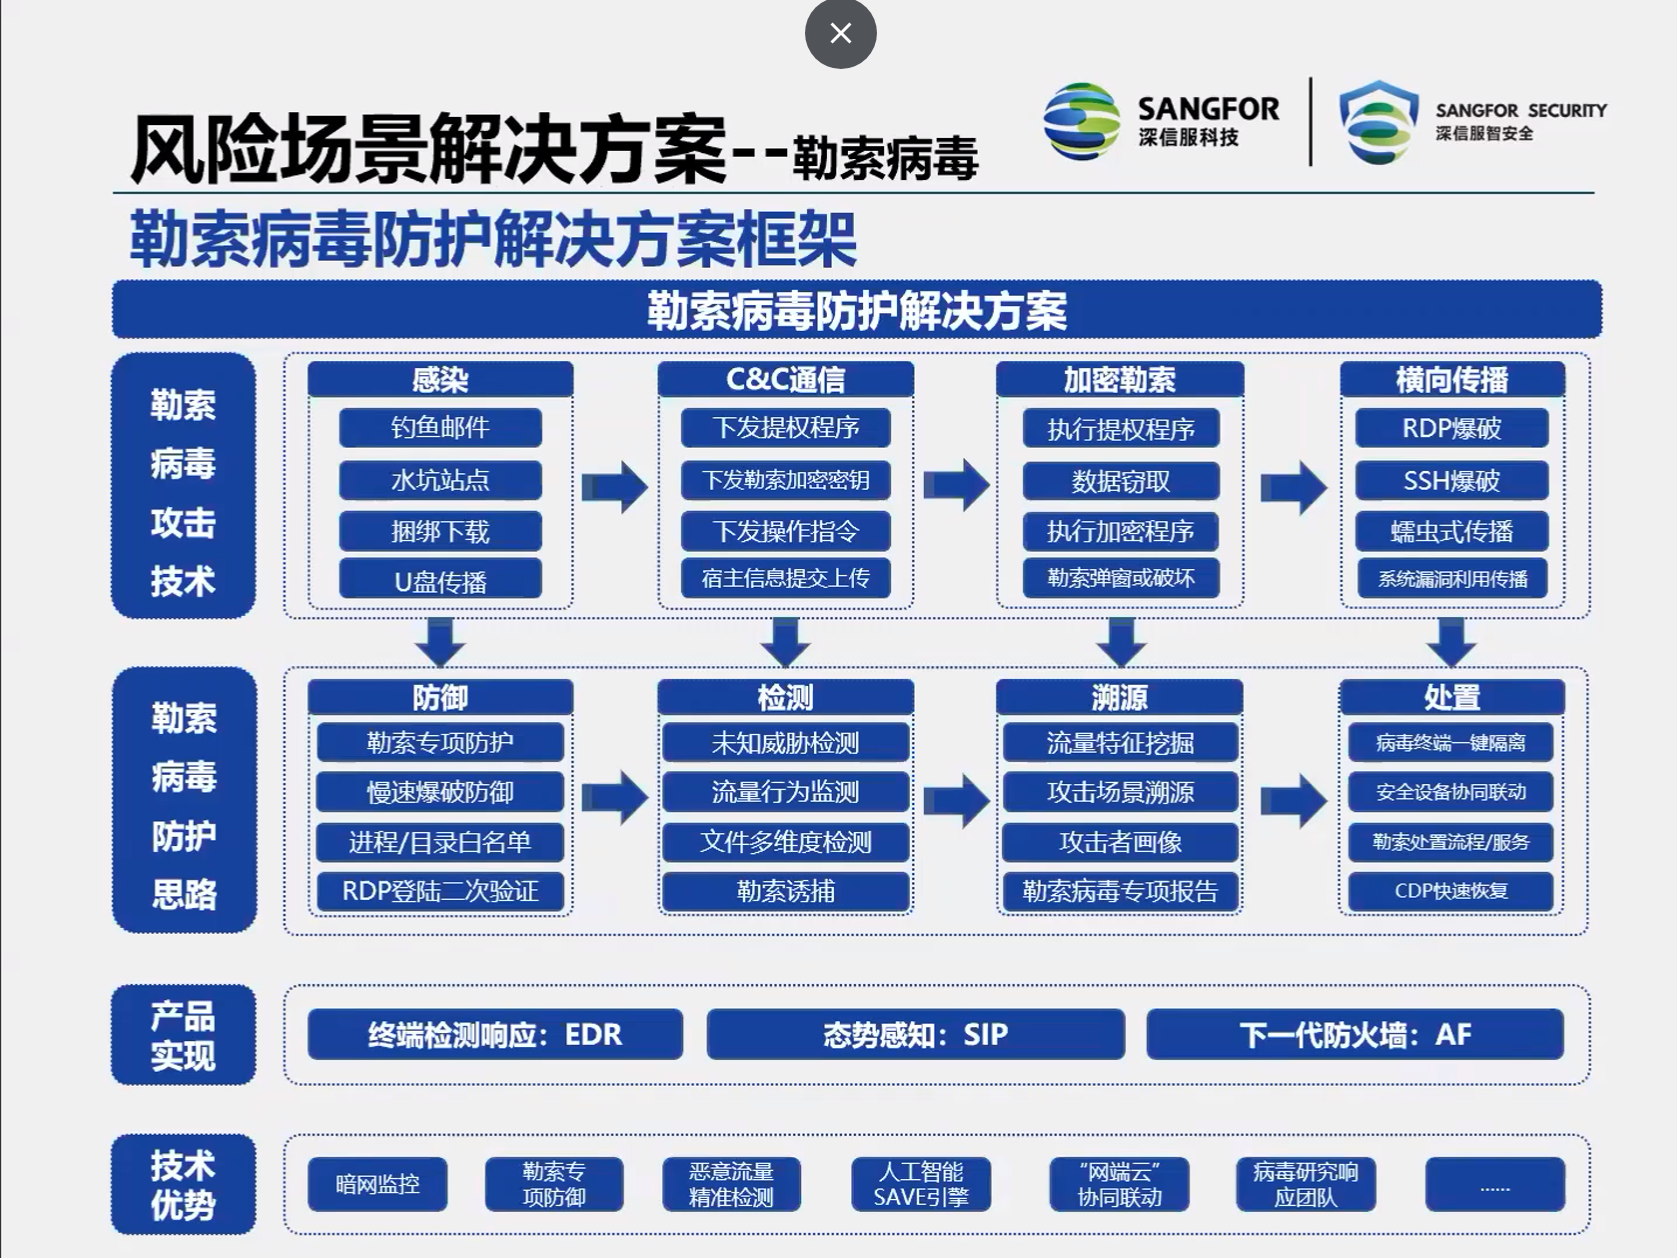 风险场景解决方案--勒索病毒
SANGFOR
深信服科技
SANGFOR SECURITY
深信服智安全
勒索病毒防护解决方案框架
勒索病毒防护解决方案
勒索
病毒
攻击
技术
感染
钓鱼邮件
水坑站点
捆绑下载
U盘传播
C&C通信
下发提权程序
下发勒索加密密钥
下发操作指令
宿主信息提交上传
加密勒索
执行提权程序
数据窃取
执行加密程序
勒索弹窗或破坏
横向传播
RDP爆破
SSH爆破
蠕虫式传播
系统漏洞利用传播
勒索
病毒
防护
思路
防御
勒索专项防护
慢速爆破防御
进程/目录白名单
RDP登陆二次验证
检测
未知威胁检测
流量行为监测
文件多维度检测
勒索诱捕
溯源
流量特征挖掘
攻击场景溯源
攻击者画像
勒索病毒专项报告
处置
病毒终端一键隔离
安全设备协同联动
勒索处置流程/服务
CDP快速恢复
产品
实现
终端检测响应：EDR
态势感知：SIP
下一代防火墙：AF
技术
优势
暗网监控
勒索专
项防御
恶意流量
精准检测
人工智能
SAVE引擎
“网端云”
协同联动
病毒研究响
应团队
......